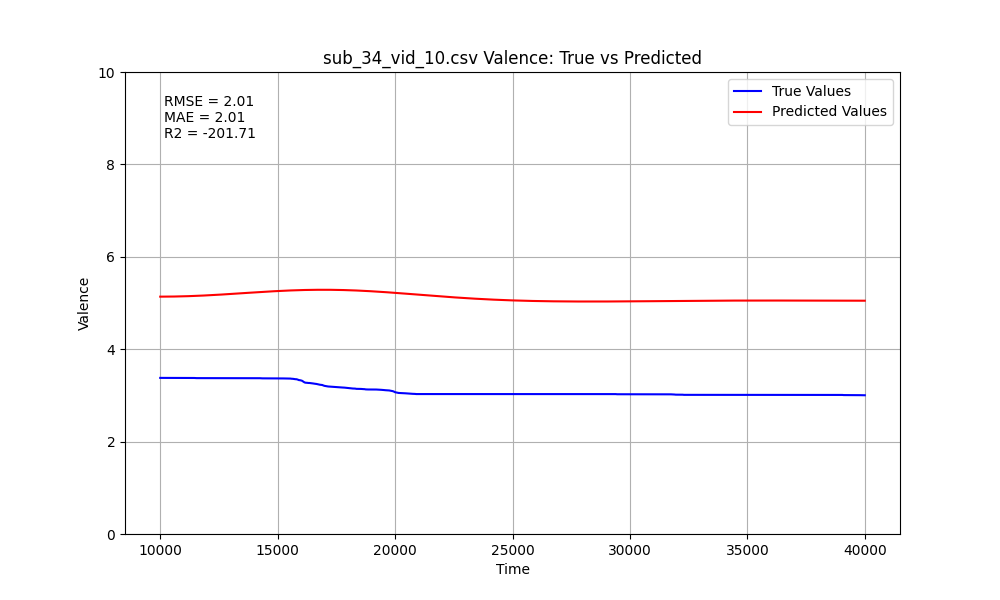 sub_34_vid_10.csv Valence: True vs Predicted
RMSE = 2.01
MAE = 2.01
R2 = -201.71
True Values
Predicted Values
10
8
6
4
2
0
Valence
10000 15000 20000 25000 30000 35000 40000
Time